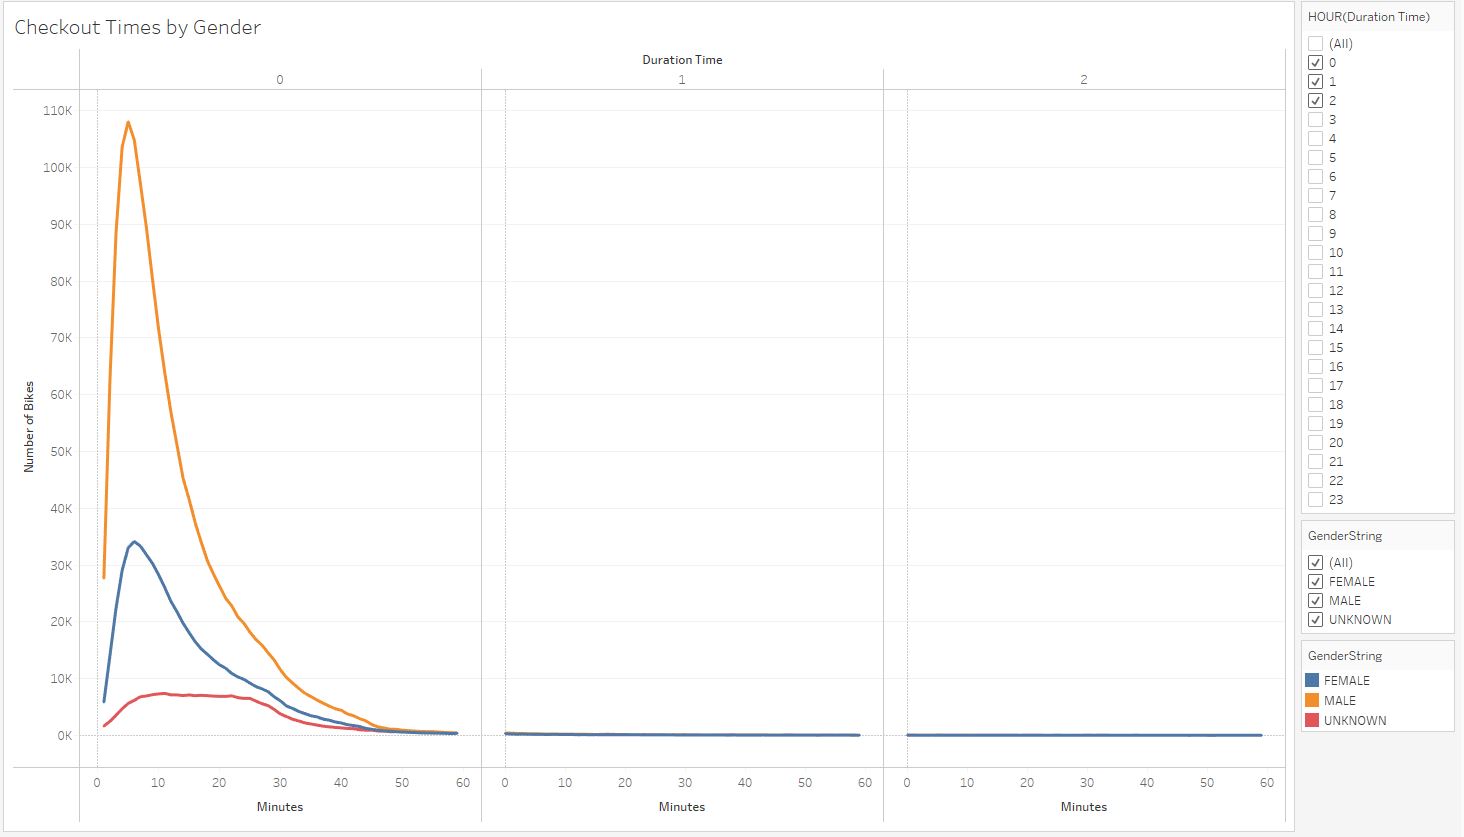 Checkout Times by Gender
Duration Time
0 1 2
110K
100K
90K
80K
70K
60K
50K
40K
30K
20K
10K
0K
Number of Bikes
0 10 20 30 40 50 60 0 10 20 30 40 50 60 0 10 20 30 40 50 60
Minutes Minutes Minutes
HOUR(Duration Time)
(All)
0
1
2
3
4
5
6
7
8
9
10
11
12
13
14
15
16
17
18
19
20
21
22
23
GenderString
(All)
FEMALE
MALE
UNKNOWN
GenderString
FEMALE
MALE
UNKNOWN